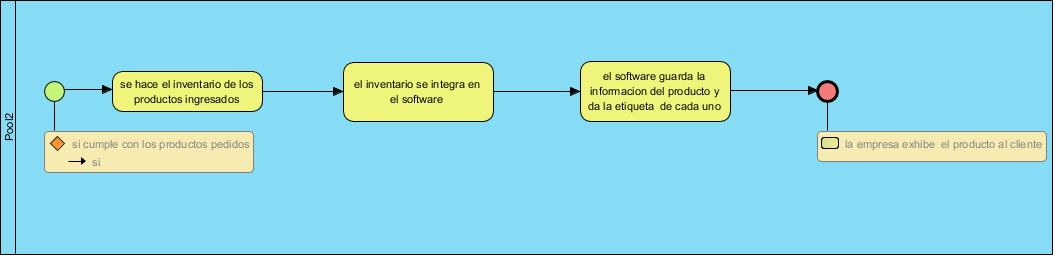 Pool2
se hace el inventario de los
productos ingresados
el inventario se integra en
el software
el software guarda la
informacion del producto y
da la etiqueta de cada uno
si cumple con los productos pedidos
si
la empresa exhibe el producto al cliente